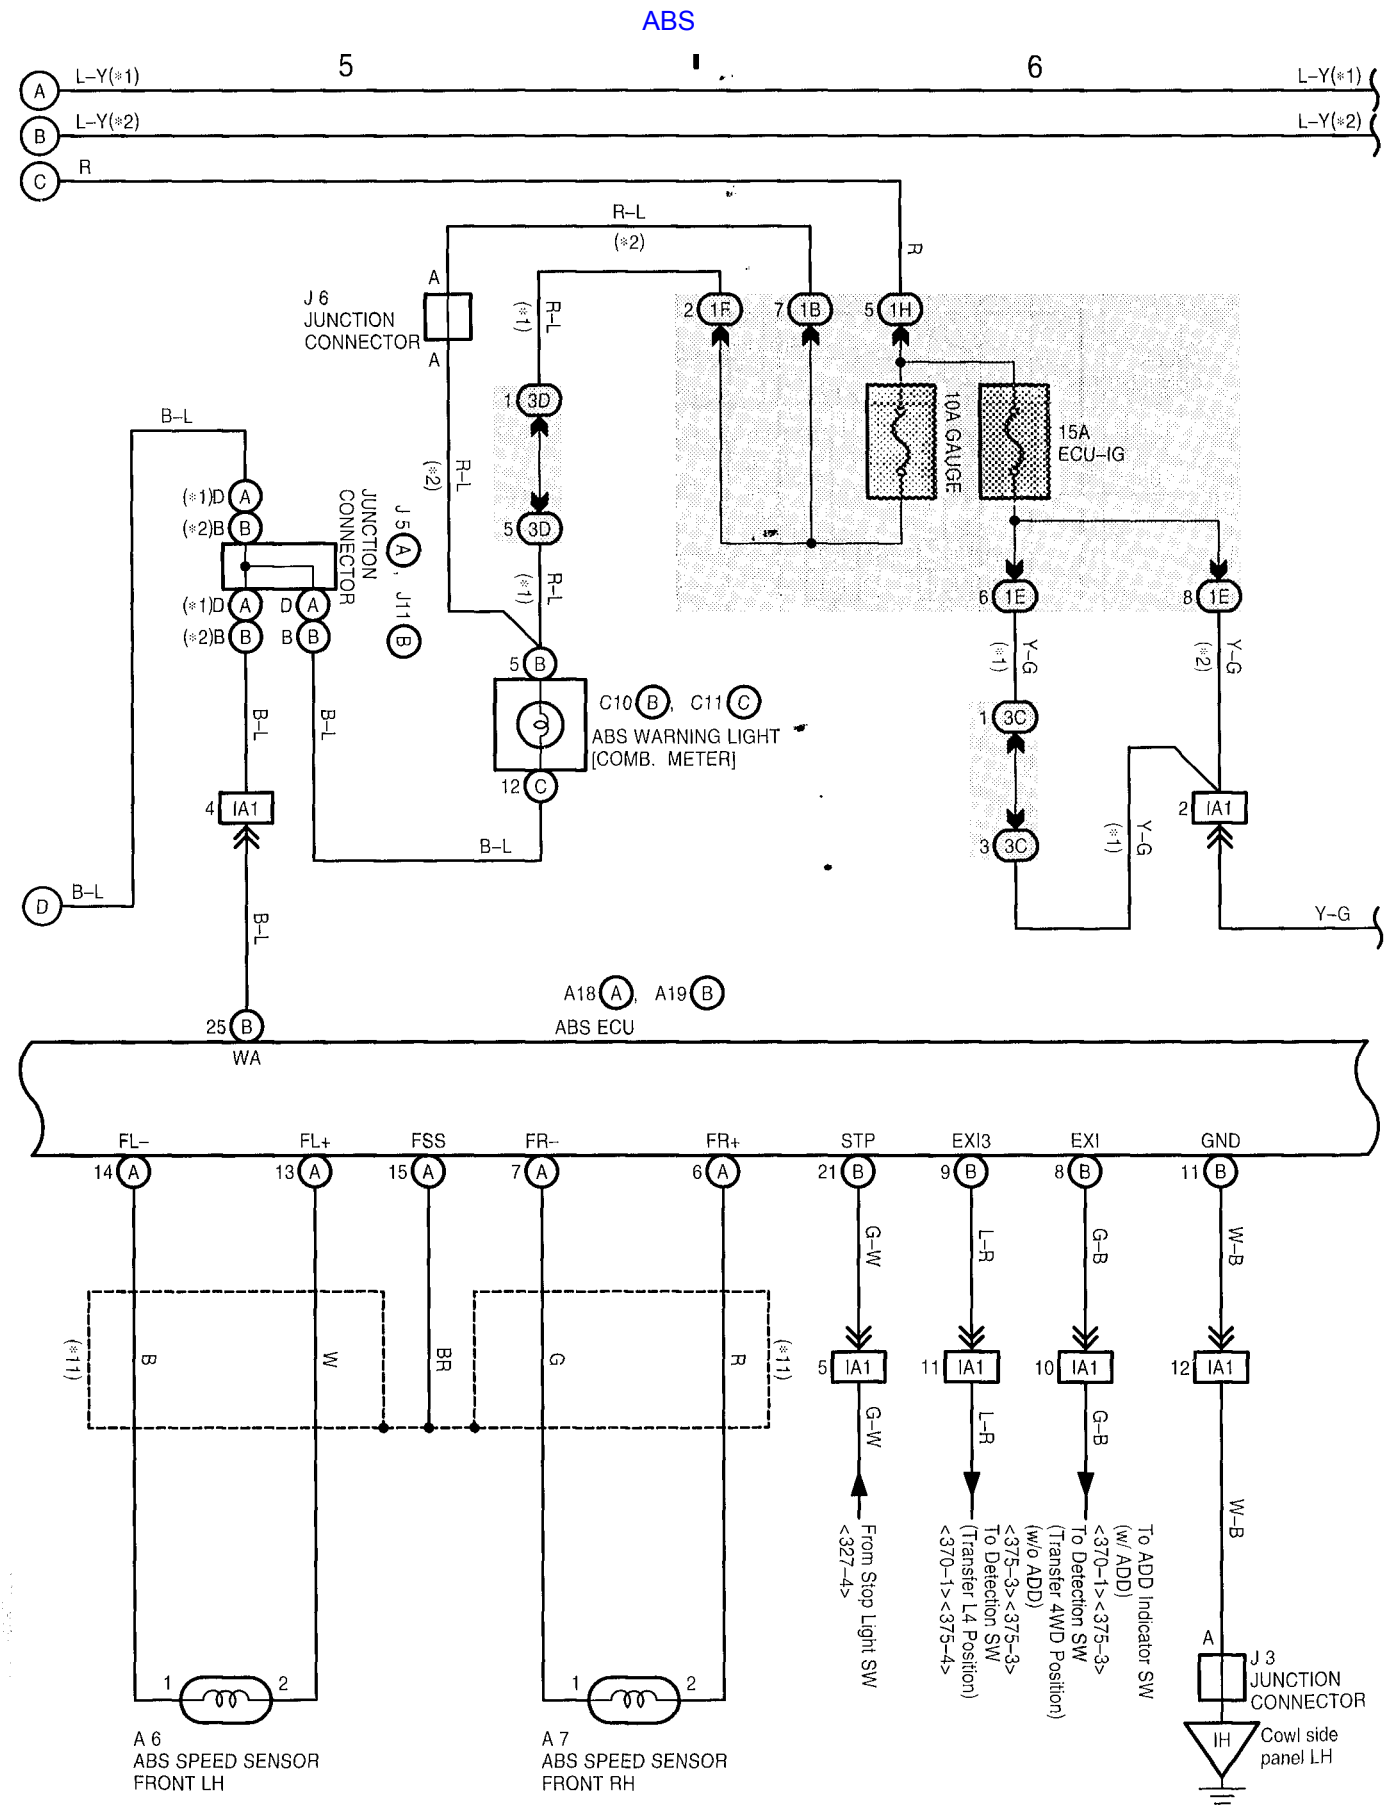 ABS
5
6
A
L-Y(*1)
L-Y(*1)
B
L-Y(*2)
L-Y(*2)
C
R
R-L
(*2)
R
A
J 6
JUNCTION
CONNECTOR
A
R-L
(*1)
2 1F
7 1B
5 1H
1 3D
10A GAUGE
15A
ECU-IG
B-L
R-L
(*2)
(*1)D A
(*2)B B
JUNCTION
CONNECTOR
J 5 A, J11 B
5 3D
R-L
(*1)
6 1E
8 1E
(*1)D A
D A
(*2)B B
B B
5 B
Y-G
(*1)
Y-G
(*2)
C10 B, C11 C
ABS WARNING LIGHT
[COMB. METER]
12 C
B-L
B-L
1 3C
4 IA1
2 IA1
B-L
3 3C
Y-G
(*1)
D
B-L
B-L
Y-G
A18 A, A19 B
ABS ECU
25 B
WA
FL-
FL+
FSS
FR-
FR+
STP
EXI3
EXI
GND
14 A
13 A
15 A
7 A
6 A
21 B
9 B
8 B
11 B
G-W
L-R
G-B
W-B
(*11)
B
W
BR
G
R
(*11)
5 IA1
11 IA1
10 IA1
12 IA1
G-W
L-R
G-B
W-B
From Stop Light SW
<327-4>
<375-3><375-3>
To Detection SW
(Transfer L4 Position)
<370-1><375-4>
To ADD Indicator SW
(w/ ADD)
<370-1><375-3>
To Detection SW
(Transfer 4WD Position)
(w/o ADD)
A
J 3
JUNCTION
CONNECTOR
IH
Cowl side
panel LH
1
2
1
2
A 6
ABS SPEED SENSOR
FRONT LH
A 7
ABS SPEED SENSOR
FRONT RH